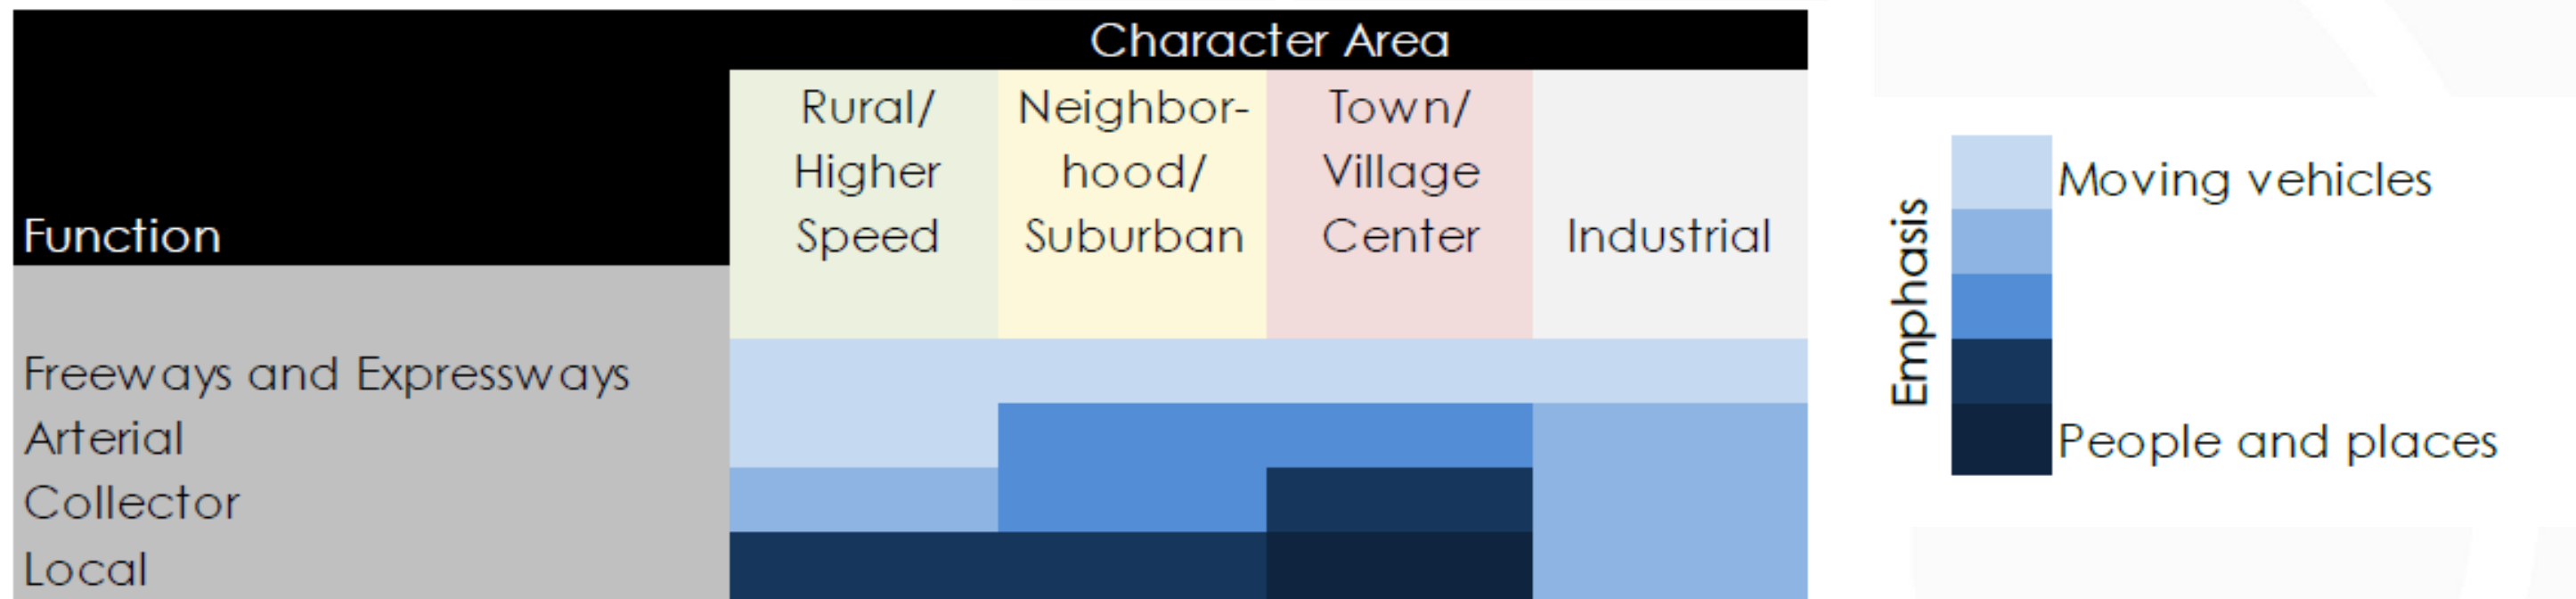 Character Area
Rural/
Higher
Speed
Neighbor-
hood/
Suburban
Town/
Village
Center
Industrial
Function
Freeways and Expressways
Arterial
Collector
Local
Emphasis
Moving vehicles
People and places